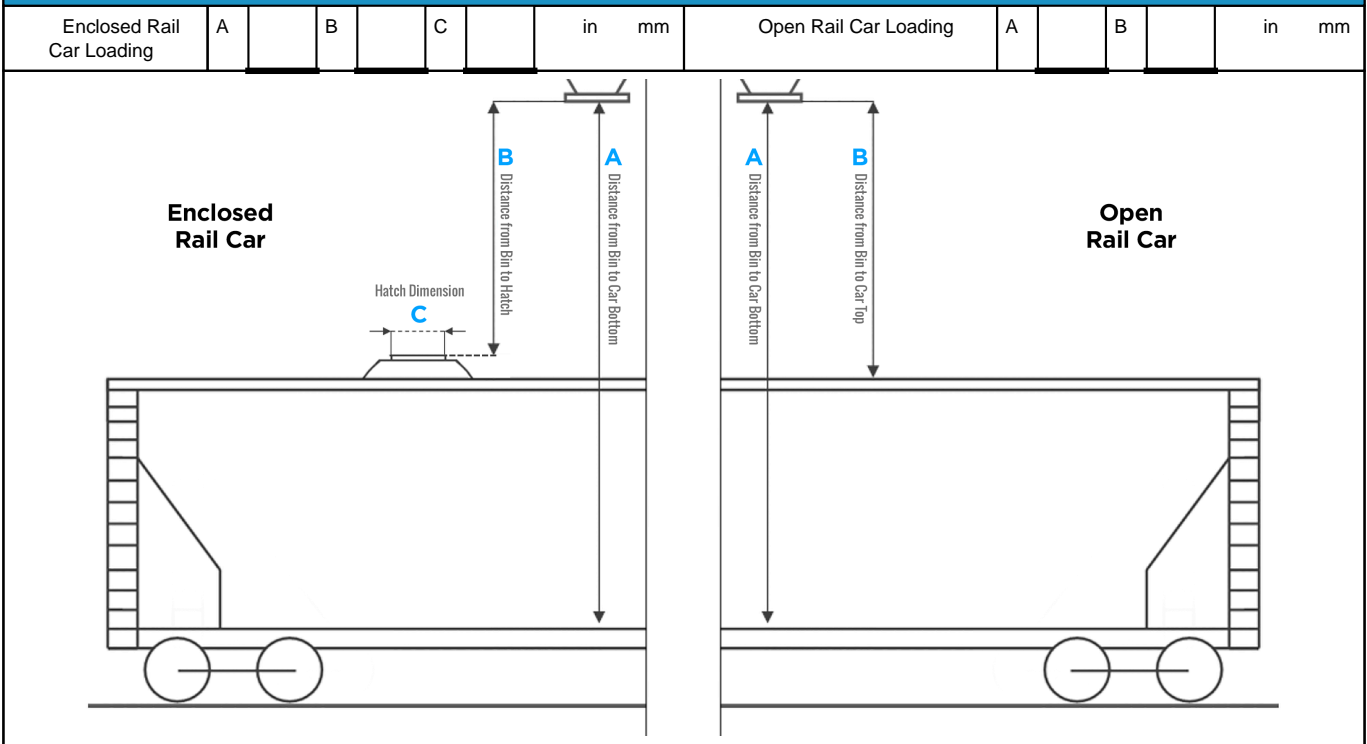 Enclosed Rail
Car Loading
A
B
C
in mm
Open Rail Car Loading
A
B
in mm
Enclosed
Rail Car
Hatch Dimension
C
B
Distance from Bin to Hatch
A
Distance from Bin to Car Bottom
A
Distance from Bin to Car Bottom
B
Distance from Bin to Car Top
Open
Rail Car